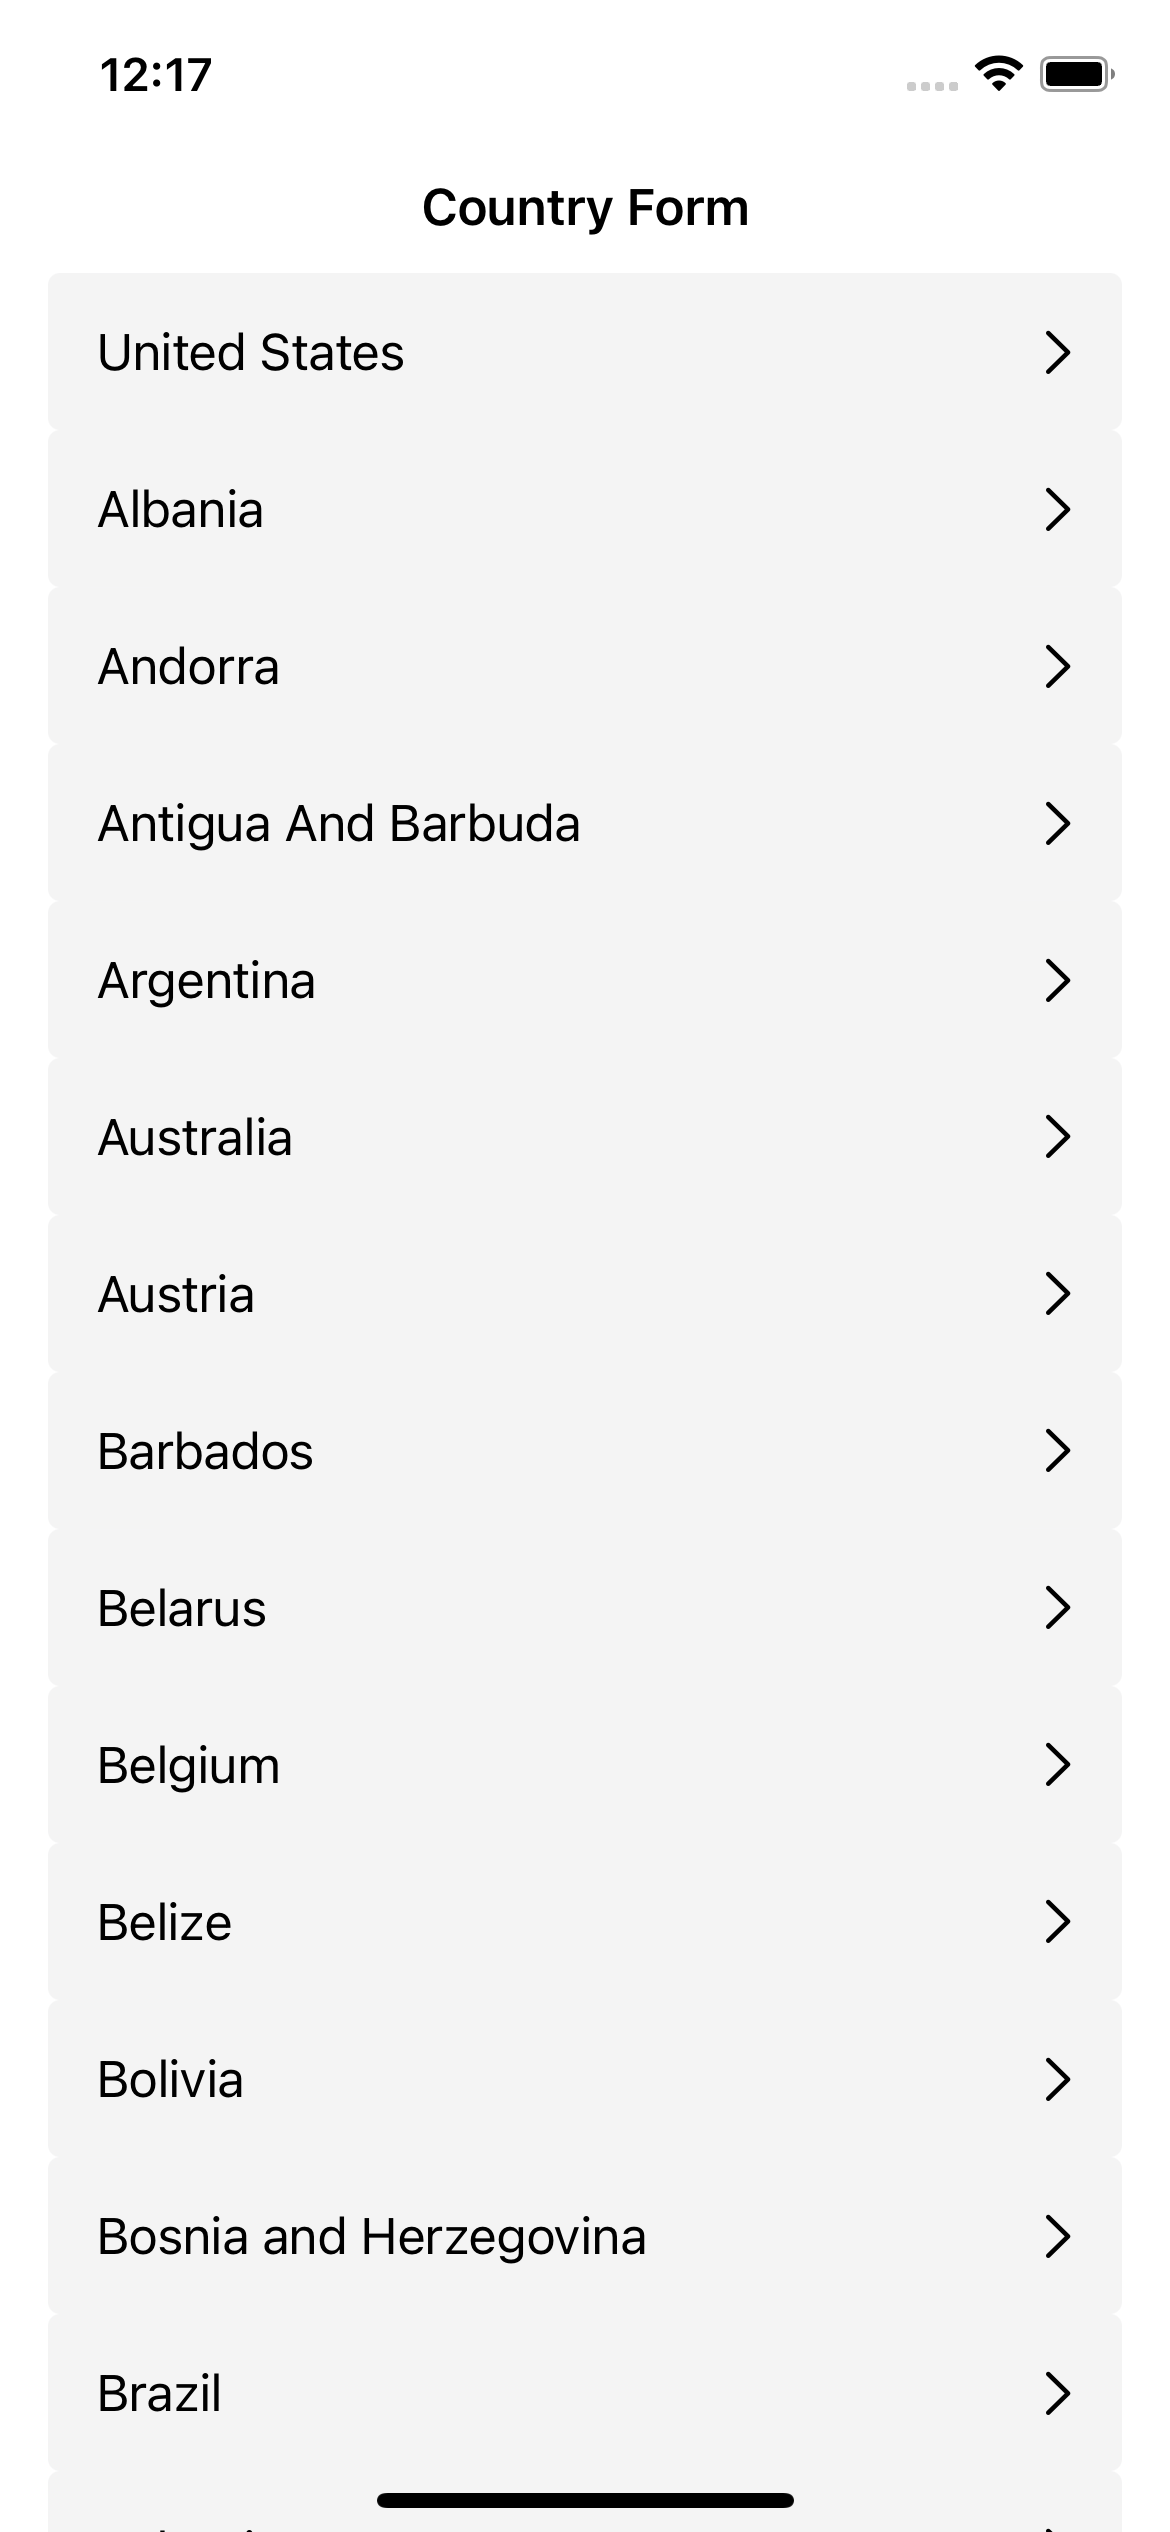 12:17
Country Form
United States
Albania
Andorra
Antigua And Barbuda
Argentina
Australia
Austria
Barbados
Belarus
Belgium
Belize
Bolivia
Bosnia and Herzegovina
Brazil